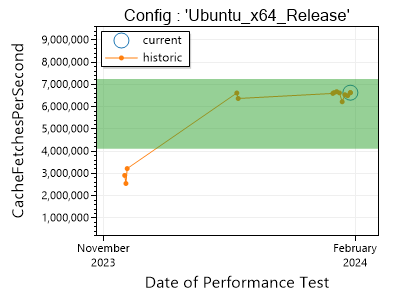 Config : 'Ubuntu_x64_Release'
CacheFetchesPerSecond
9,000,000
8,000,000
7,000,000
6,000,000
5,000,000
4,000,000
3,000,000
2,000,000
1,000,000
current
historic
November
2023
February
2024
Date of Performance Test